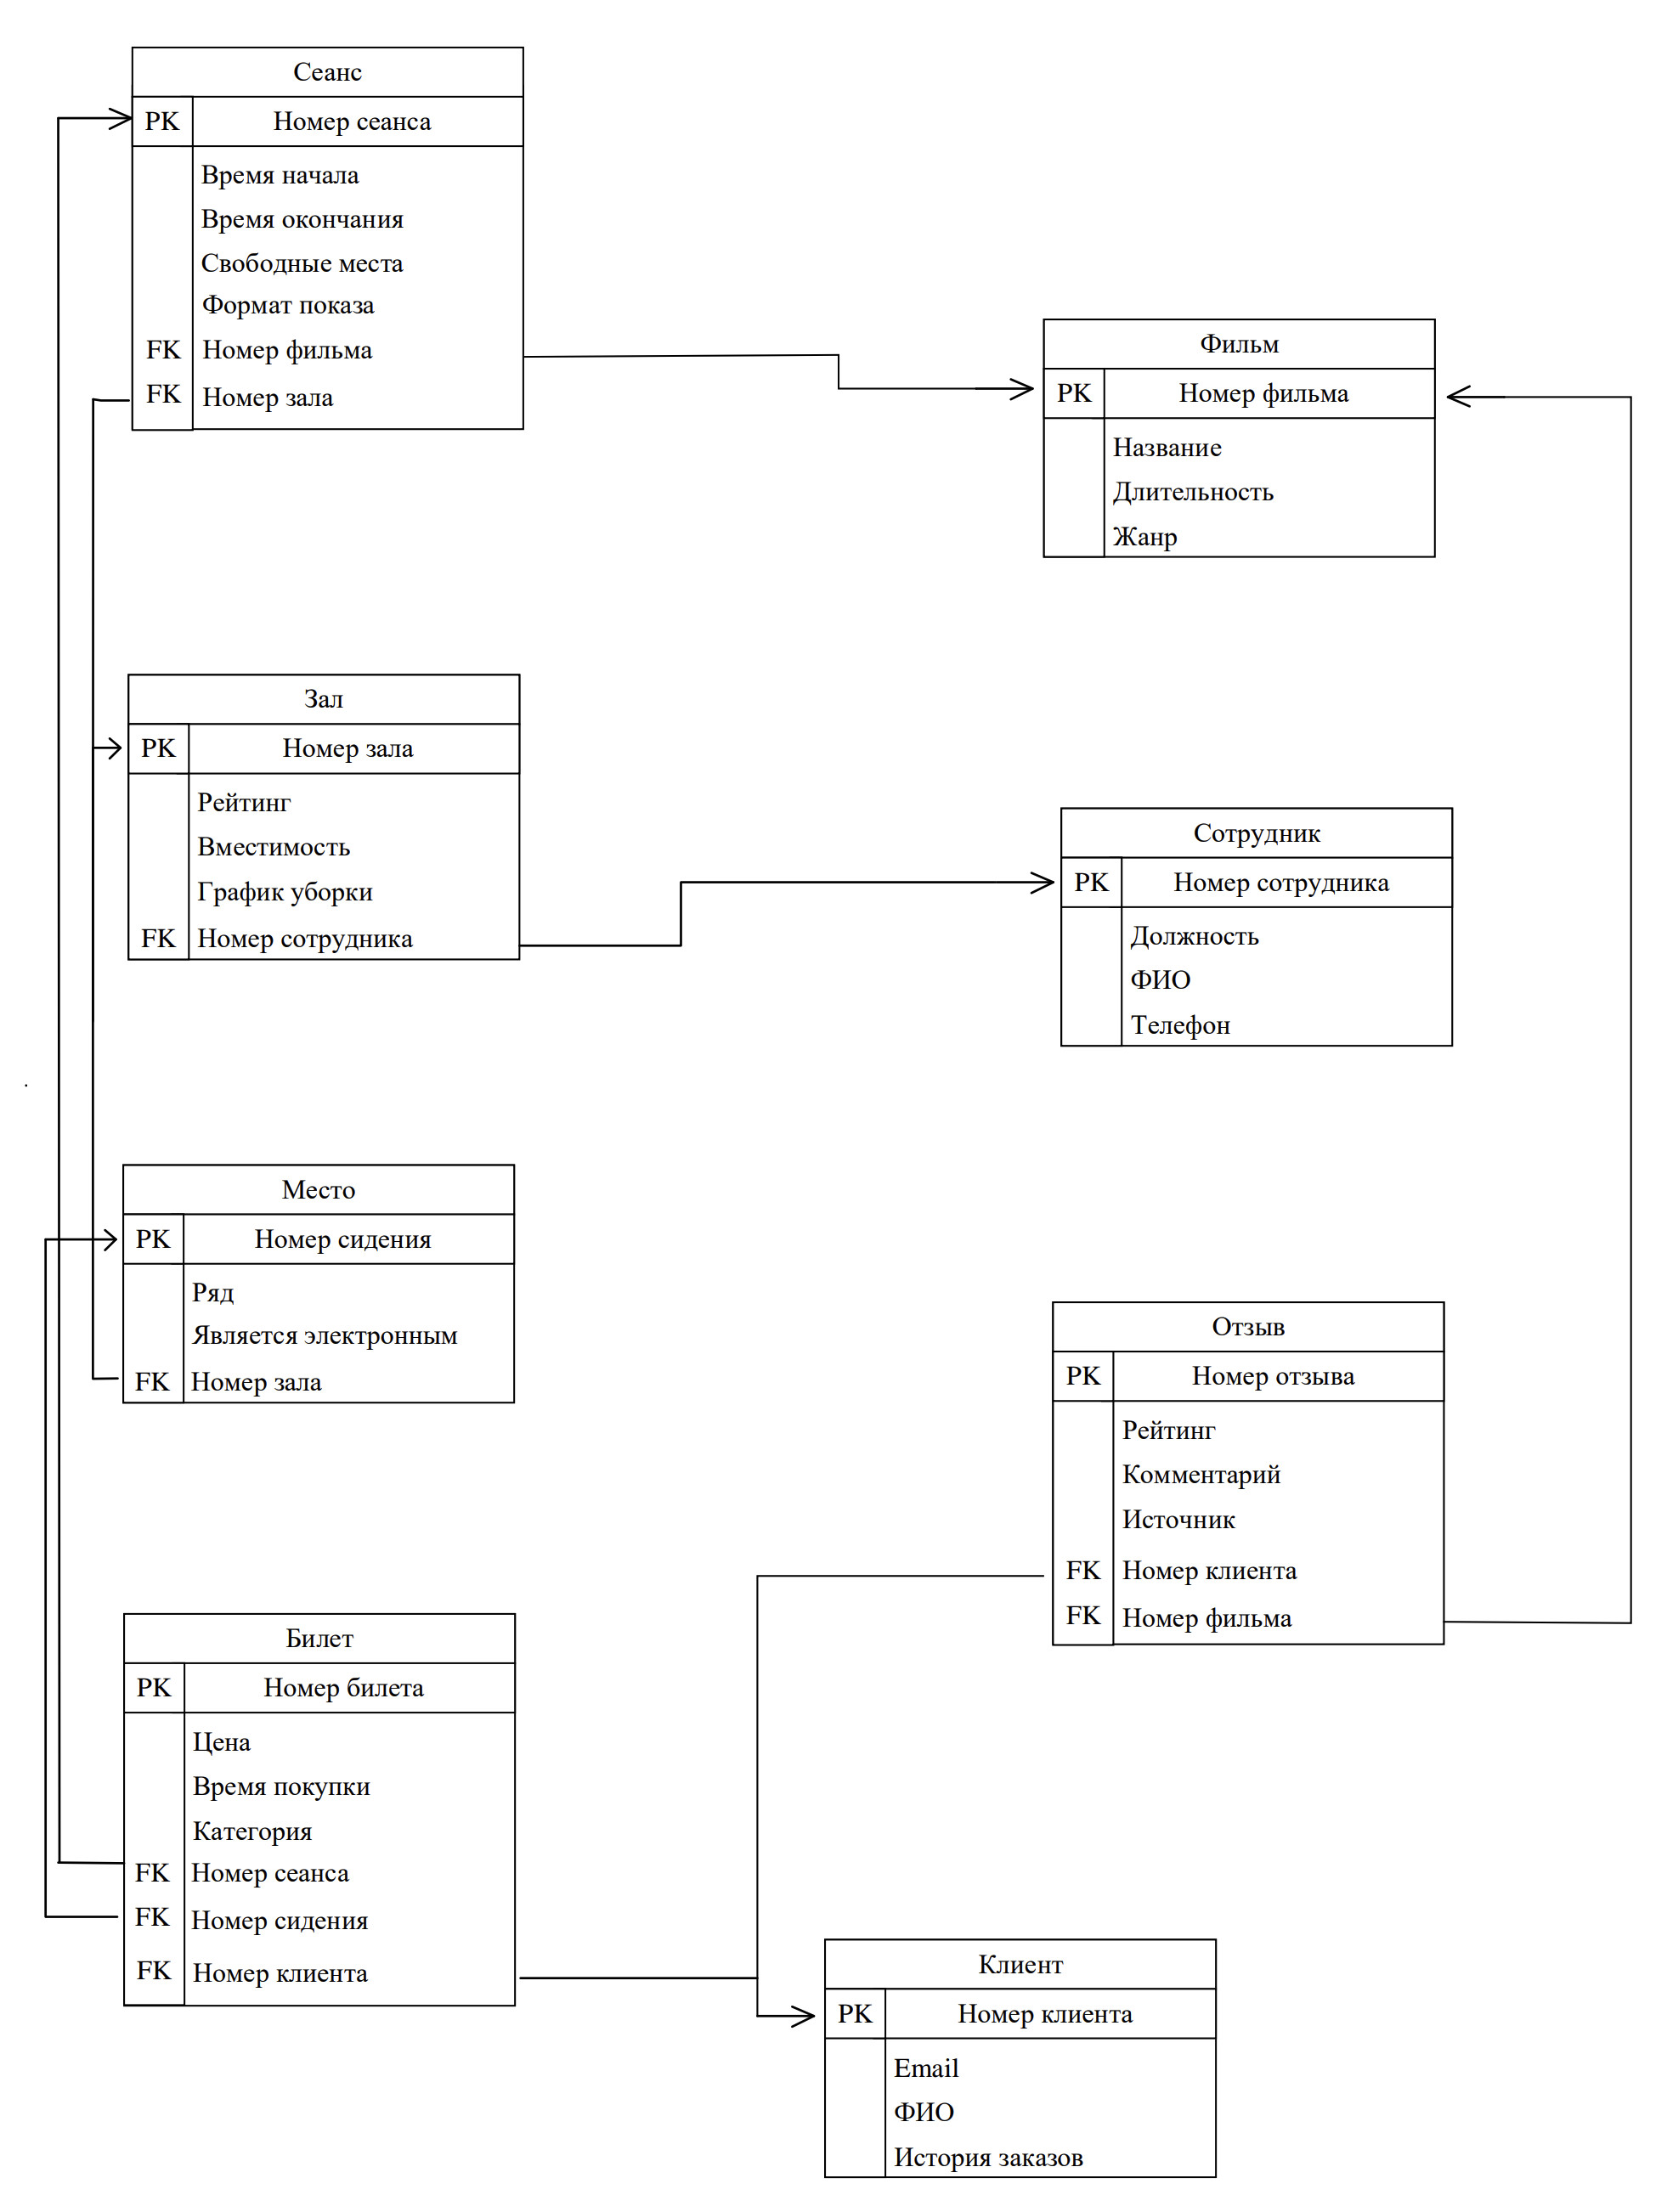 Сеанс
PK Номер сеанса
Время начала
Время окончания
Свободные места
Формат показа
FK Номер фильма
FK Номер зала
Фильм
PK Номер фильма
Название
Длительность
Жанр
Зал
PK Номер зала
Рейтинг
Вместимость
График уборки
FK Номер сотрудника
Сотрудник
PK Номер сотрудника
Должность
ФИО
Телефон
Место
PK Номер сидения
Ряд
Является электронным
FK Номер зала
Отзыв
PK Номер отзыва
Рейтинг
Комментарий
Источник
FK Номер клиента
FK Номер фильма
Билет
PK Номер билета
Цена
Время покупки
Категория
FK Номер сеанса
FK Номер сидения
FK Номер клиента
Клиент
PK Номер клиента
Email
ФИО
История заказов